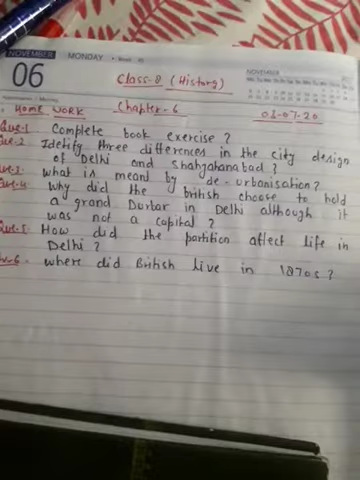 NOVEMBER
MONDAY
06
NOVEMBER
Class-8 (History)
HOME WORK Chapter-6 03-07-20
Que-1 Complete book exercise?
Que-2 Idetify three differences in the city design
of Delhi and Shahjahanabad?
Que-3 what is meant by de-urbanisation?
Que-4 Why did the british choose to hold
a grand Durbar in Delhi although it
was not a capital?
Que-5 How did the partition affect life in
Delhi?
Que-6 where did British live in 1870s?